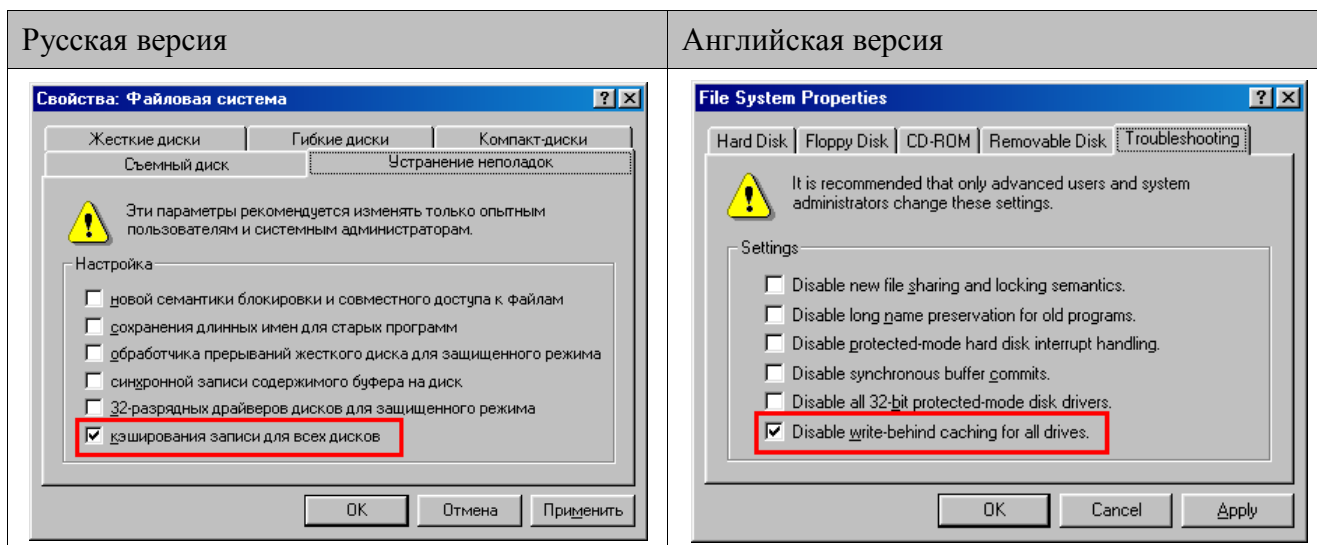 Русская версия
Английская версия
Свойства: Файловая система
Жесткие диски
Гибкие диски
Компакт-диски
Съемный диск
Устранение неполадок
Эти параметры рекомендуется изменять только опытным
пользователям и системным администраторам.
Настройка
новой семантики блокировки и совместного доступа к файлам
сохранения длинных имен для старых программ
обработчика прерываний жесткого диска для защищенного режима
синхронной записи содержимого буфера на диск
32-разрядных драйверов дисков для защищенного режима
кэширования записи для всех дисков
OK
Отмена
Применить
File System Properties
Hard Disk
Floppy Disk
CD-ROM
Removable Disk
Troubleshooting
It is recommended that only advanced users and system
administrators change these settings.
Settings
Disable new file sharing and locking semantics.
Disable long name preservation for old programs.
Disable protected-mode hard disk interrupt handling.
Disable synchronous buffer commits.
Disable all 32-bit protected-mode disk drivers.
Disable write-behind caching for all drives.
OK
Cancel
Apply